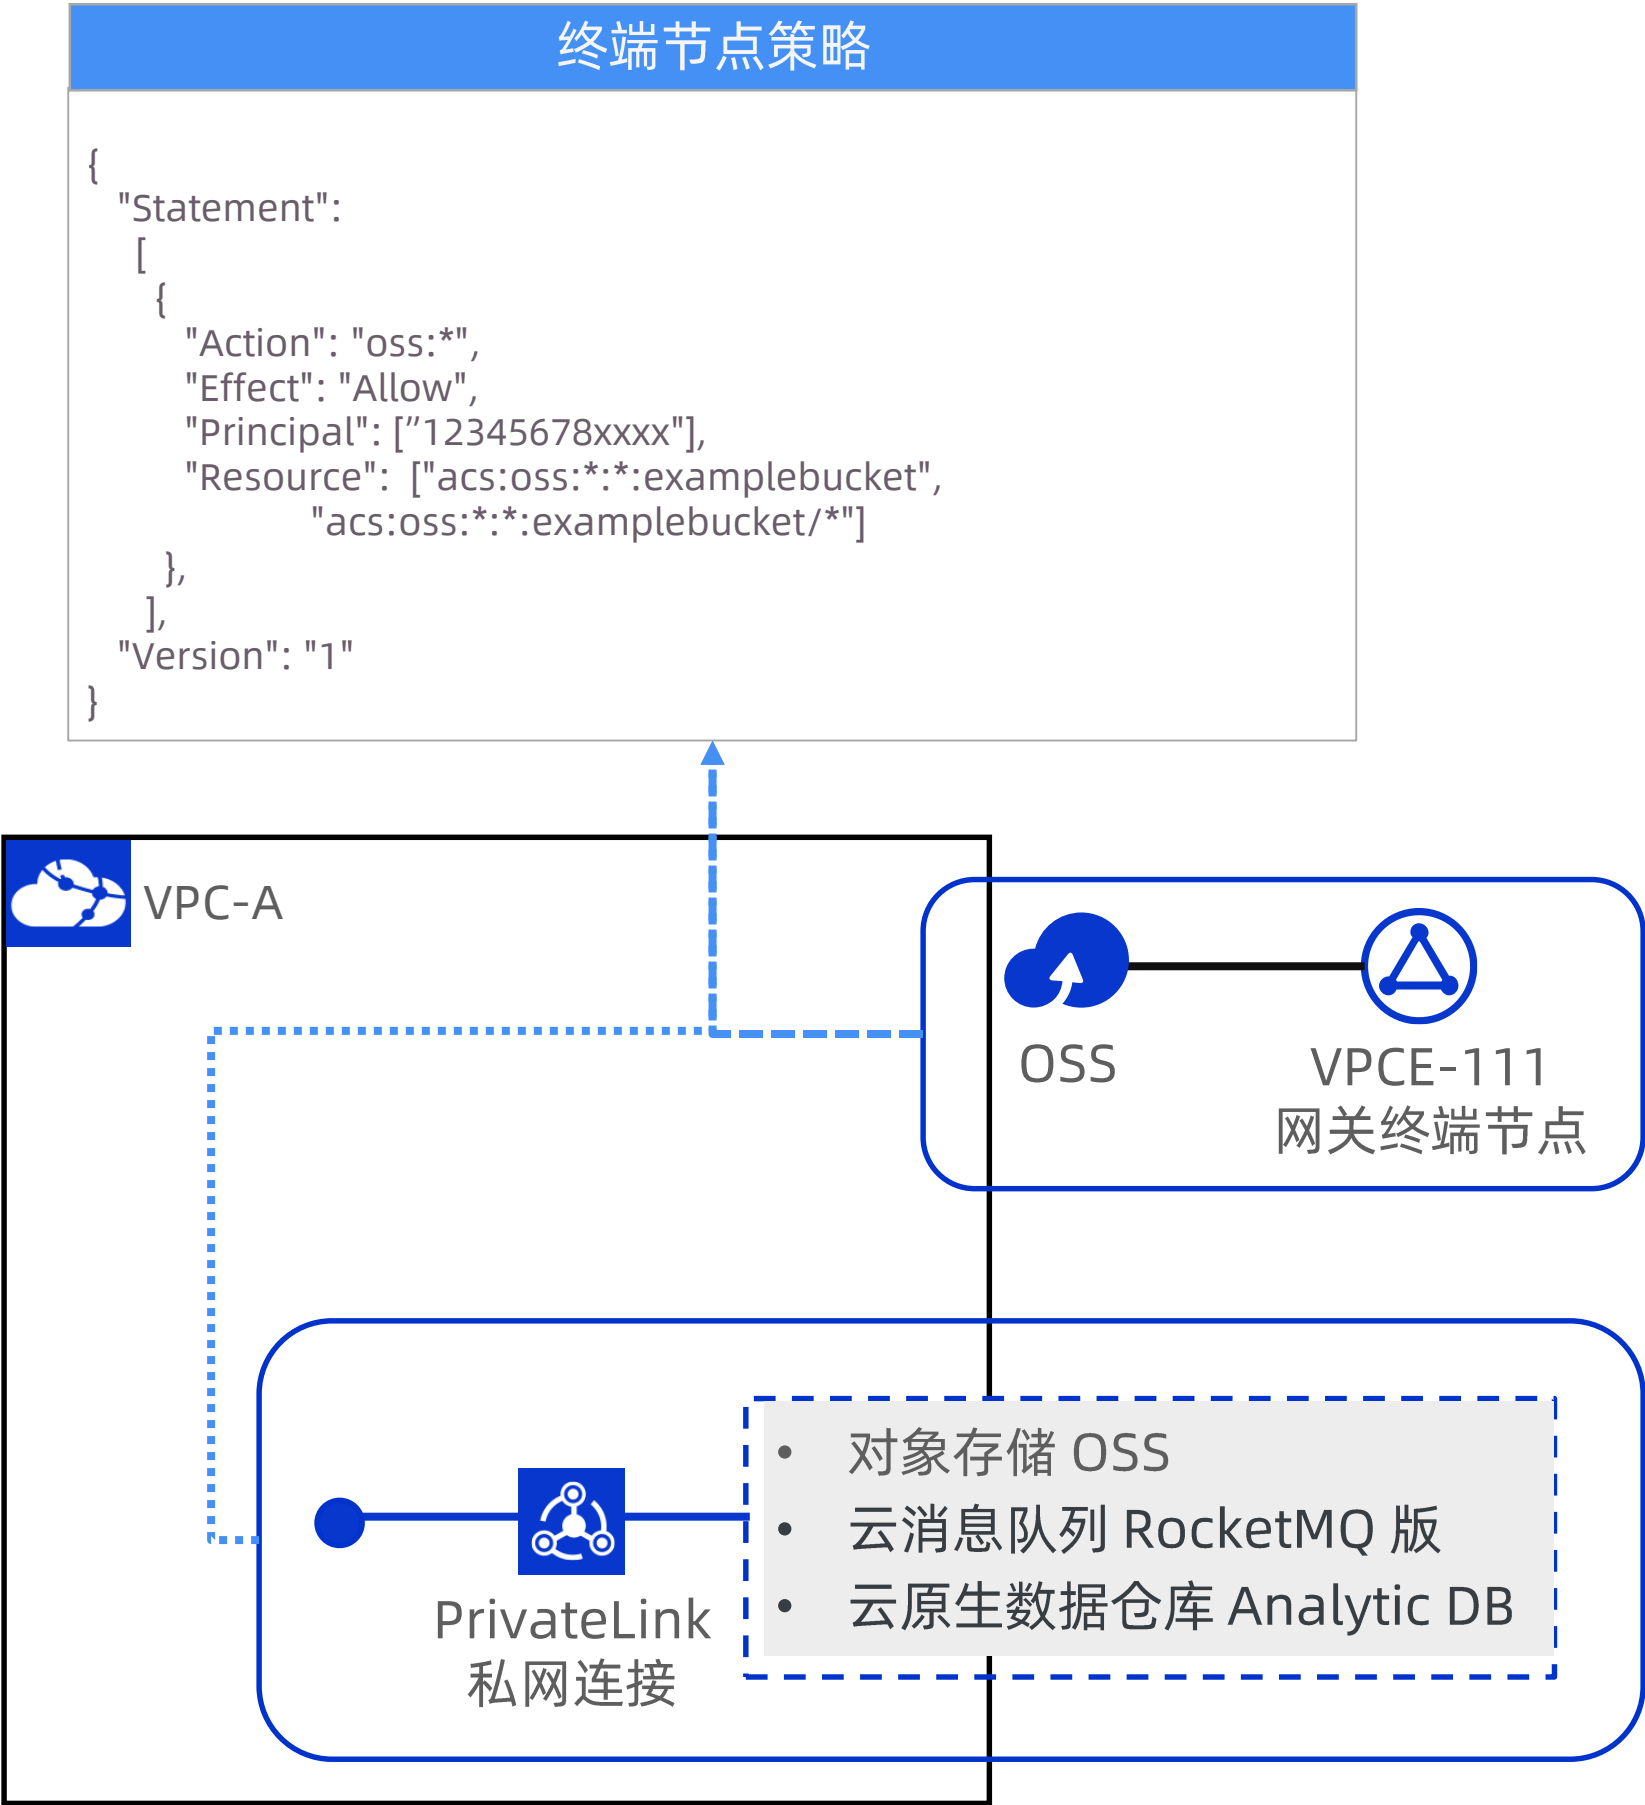 终端节点策略
{
"Statement":
[
{
"Action": "oss:*",
"Effect": "Allow",
"Principal": [”12345678xxxx"],
"Resource":  ["acs:oss:*:*:examplebucket",
"acs:oss:*:*:examplebucket/*"]
},
],
"Version": "1"
}
VPC-A
OSS
VPCE-111
网关终端节点
• 对象存储 OSS
• 云消息队列 RocketMQ 版
• 云原生数据仓库 Analytic DB
PrivateLink
私网连接